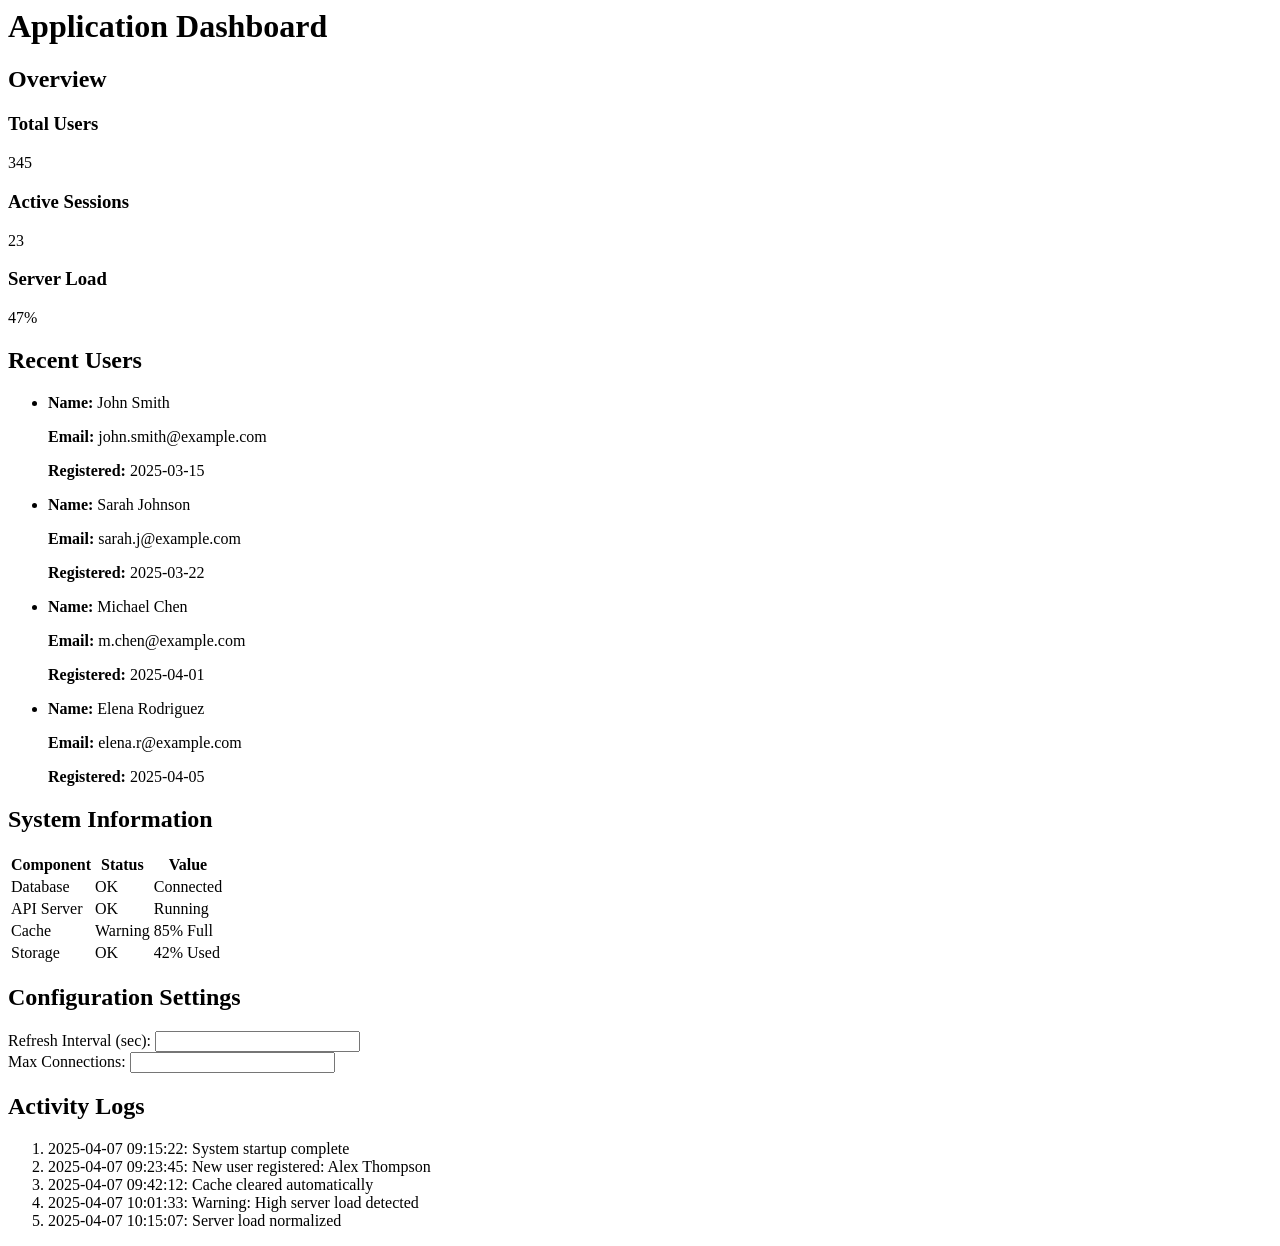 Application Dashboard
Overview
Total Users
345
Active Sessions
23
Server Load
47%
Recent Users
Name: John Smith
Email: john.smith@example.com
Registered: 2025-03-15
Name: Sarah Johnson
Email: sarah.j@example.com
Registered: 2025-03-22
Name: Michael Chen
Email: m.chen@example.com
Registered: 2025-04-01
Name: Elena Rodriguez
Email: elena.r@example.com
Registered: 2025-04-05
System Information
Component Status Value
Database OK Connected
API Server OK Running
Cache Warning 85% Full
Storage OK 42% Used
Configuration Settings
Refresh Interval (sec):
Max Connections:
Activity Logs
1. 2025-04-07 09:15:22: System startup complete
2. 2025-04-07 09:23:45: New user registered: Alex Thompson
3. 2025-04-07 09:42:12: Cache cleared automatically
4. 2025-04-07 10:01:33: Warning: High server load detected
5. 2025-04-07 10:15:07: Server load normalized